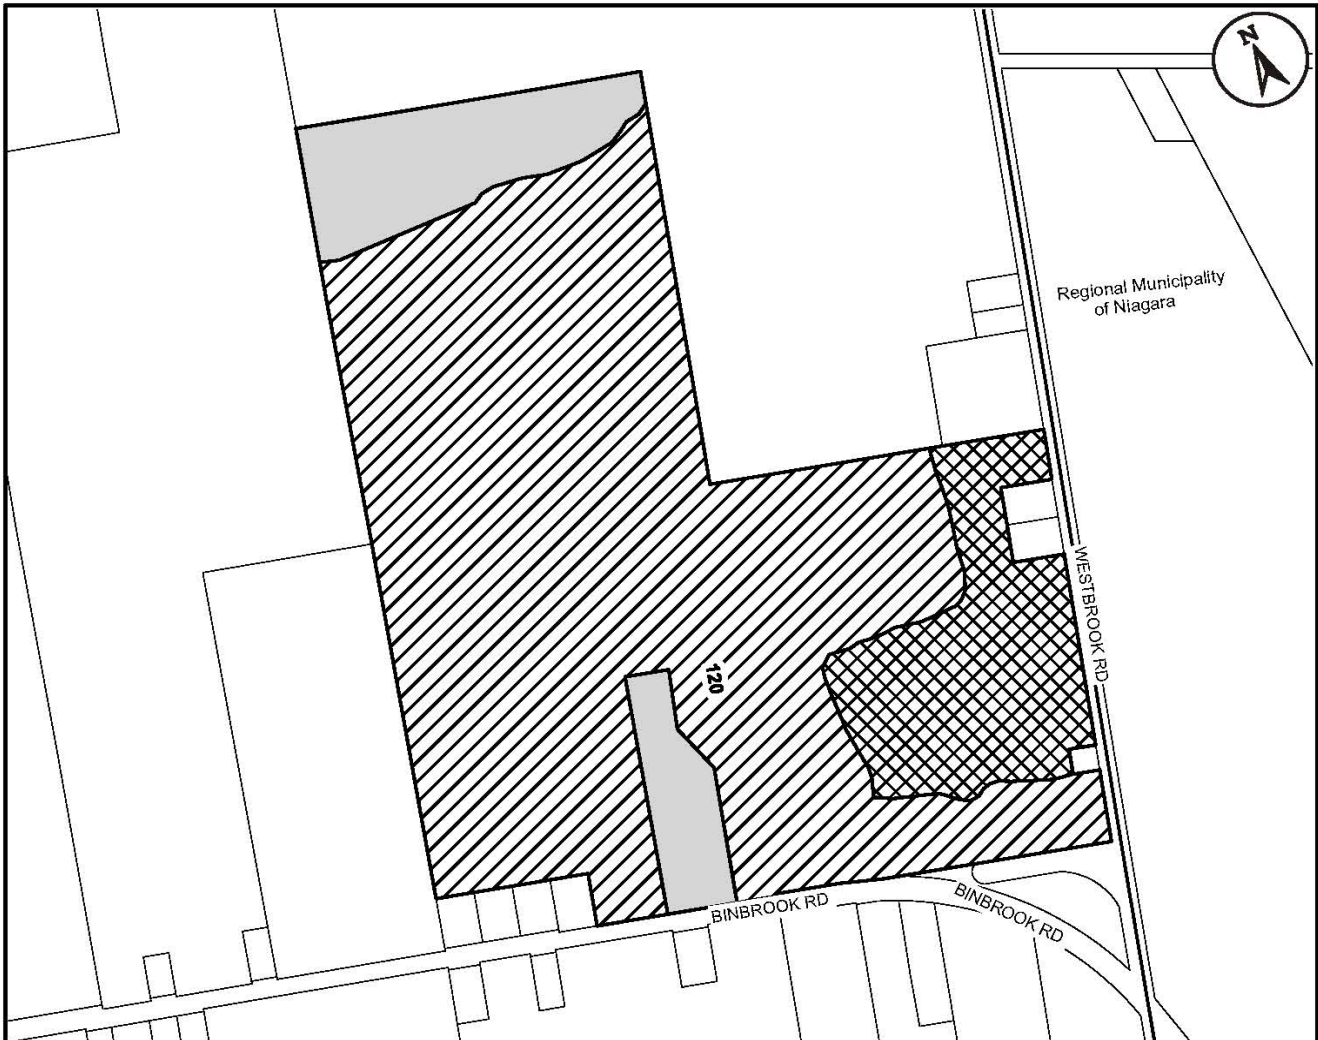 N
Regional Municipality
of Niagara
WESTBROOK RD
120
BINBROOK RD
BINBROOK RD